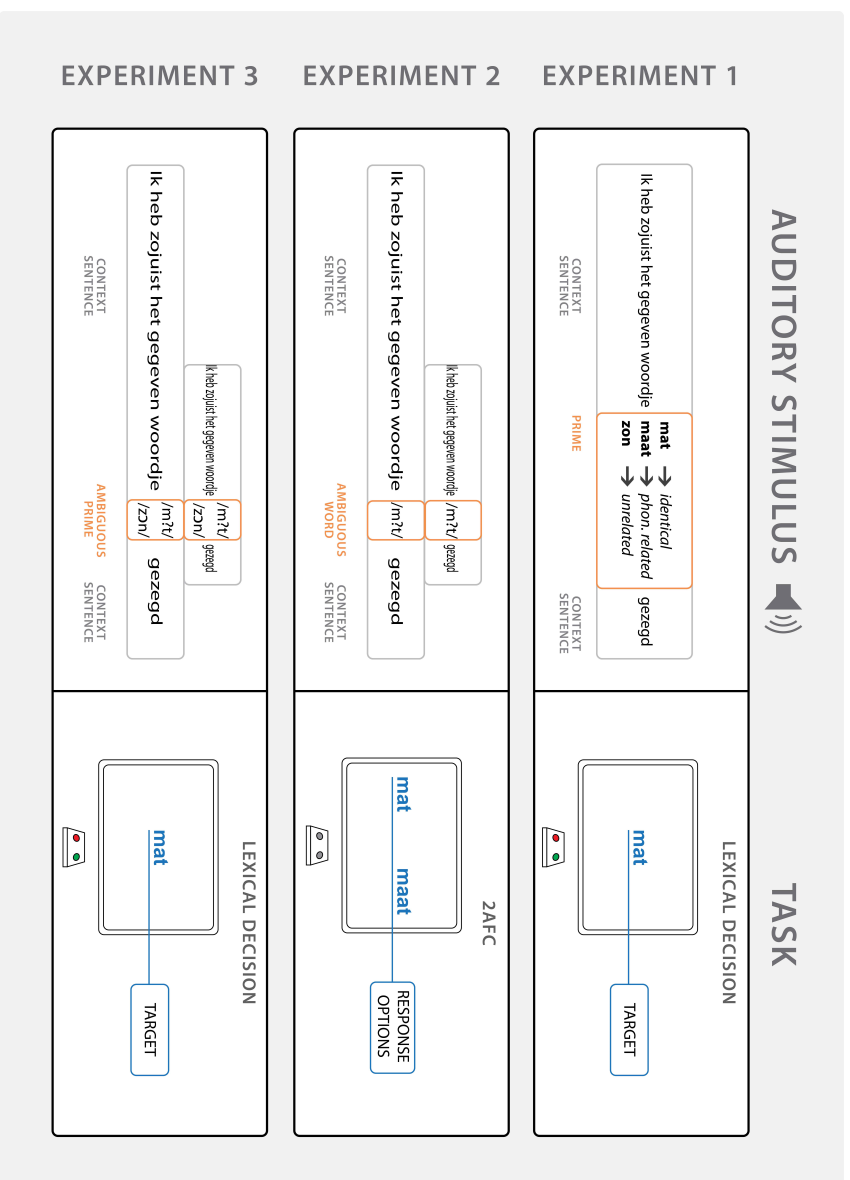 AUDITORY STIMULUS
TASK
EXPERIMENT 1
mat → identical
Ik heb zojuist het gegeven woordje maat → phon. related gezegd
zon → unrelated
CONTEXT
SENTENCE
PRIME
CONTEXT
SENTENCE
LEXICAL DECISION
mat
TARGET
EXPERIMENT 2
Ik heb zojuist het gegeven woordje /m?t/ gezegd
Ik heb zojuist het gegeven woordje /m?t/ gezegd
CONTEXT
SENTENCE
AMBIGUOUS
WORD
CONTEXT
SENTENCE
2AFC
mat maat
RESPONSE
OPTIONS
EXPERIMENT 3
Ik heb zojuist het gegeven woordje /m?t/ gezegd
/zɔn/
Ik heb zojuist het gegeven woordje /m?t/ gezegd
/zɔn/
CONTEXT
SENTENCE
AMBIGUOUS
PRIME
CONTEXT
SENTENCE
LEXICAL DECISION
mat
TARGET